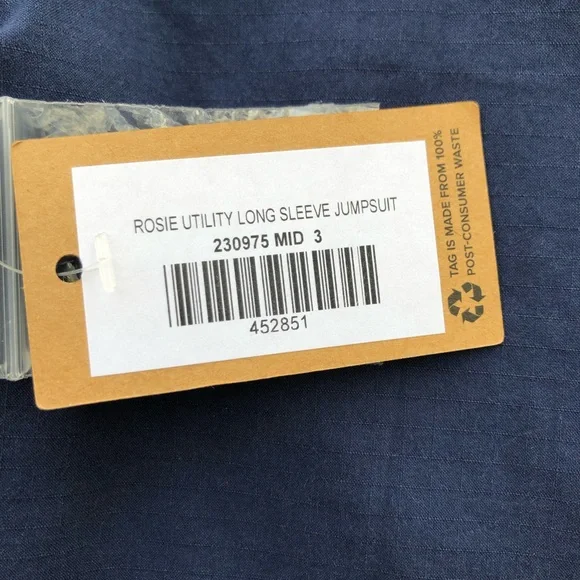 ROSIE UTILITY LONG SLEEVE JUMPSUIT
230975 MID 3
452851
TAG IS MADE FROM 100%
POST-CONSUMER WASTE